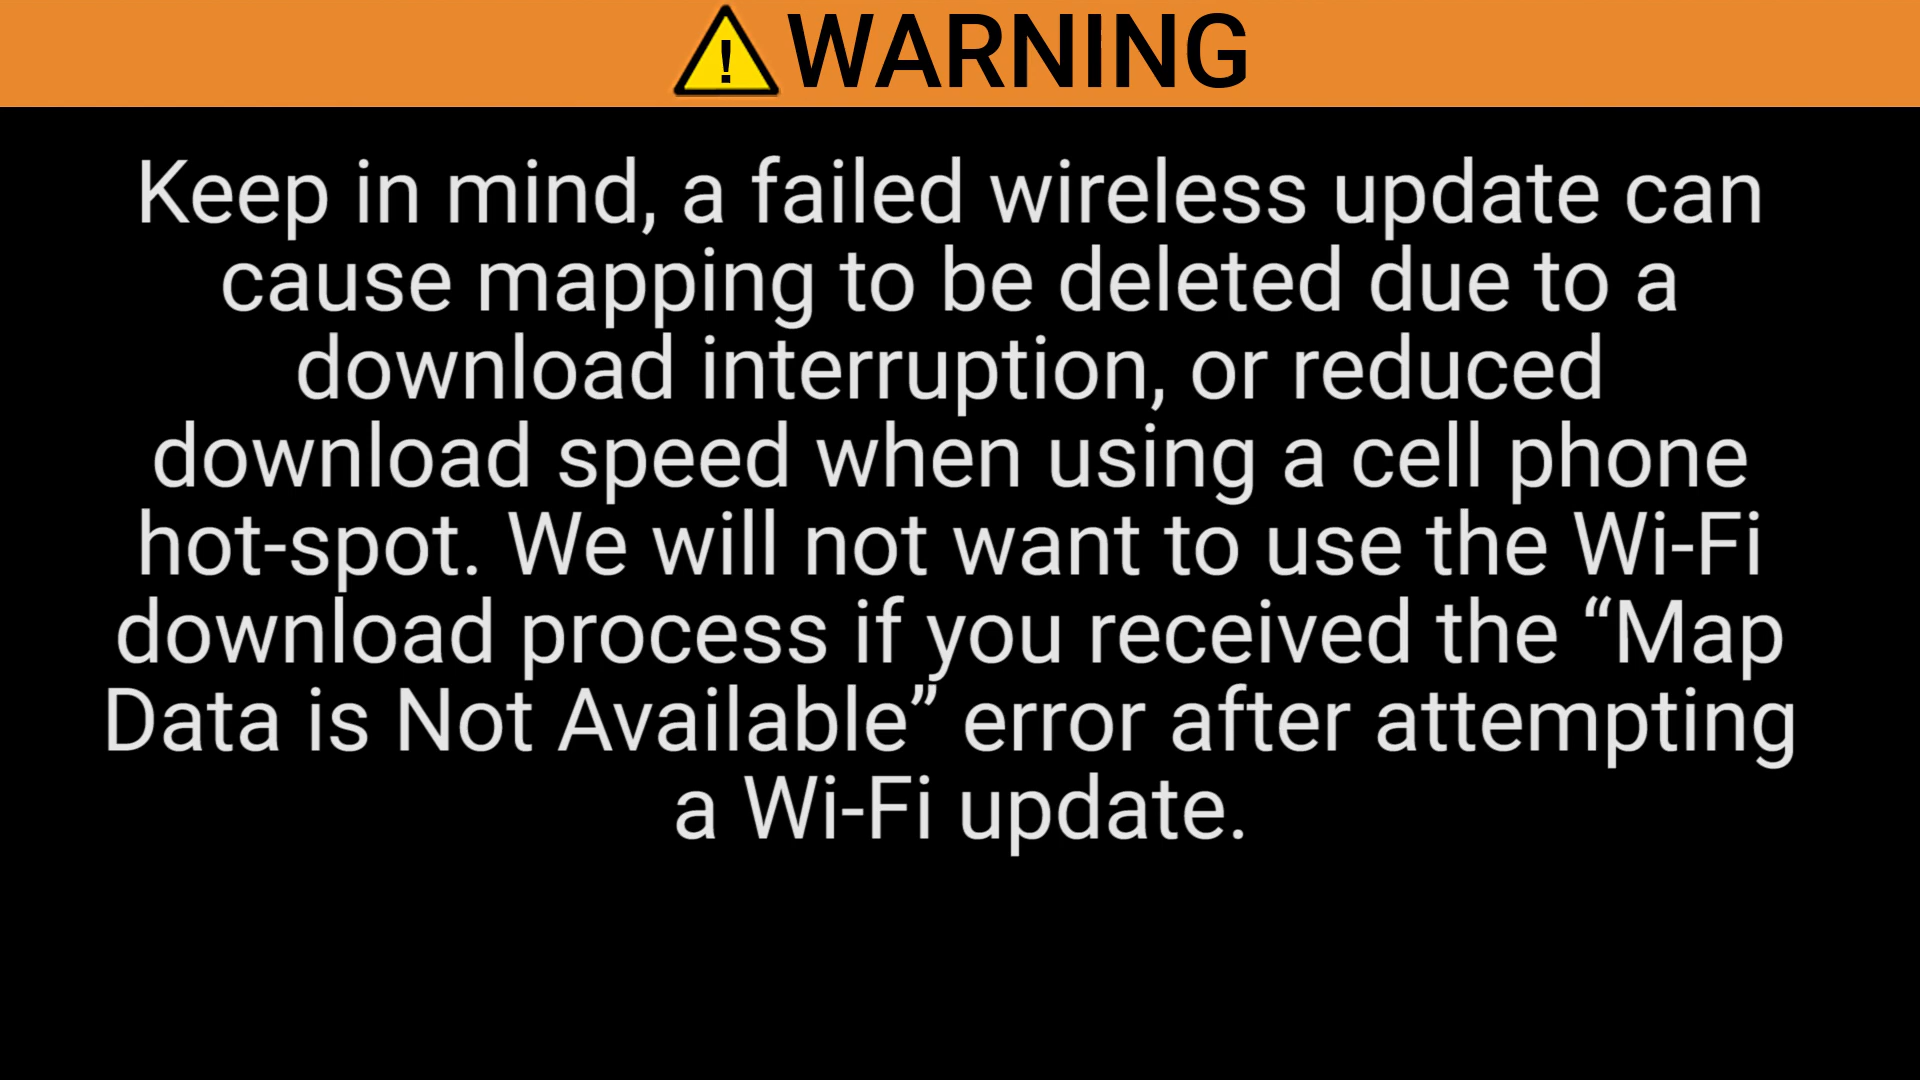 ! WARNING
Keep in mind, a failed wireless update can
cause mapping to be deleted due to a
download interruption, or reduced
download speed when using a cell phone
hot-spot. We will not want to use the Wi-Fi
download process if you received the “Map
Data is Not Available” error after attempting
a Wi-Fi update.